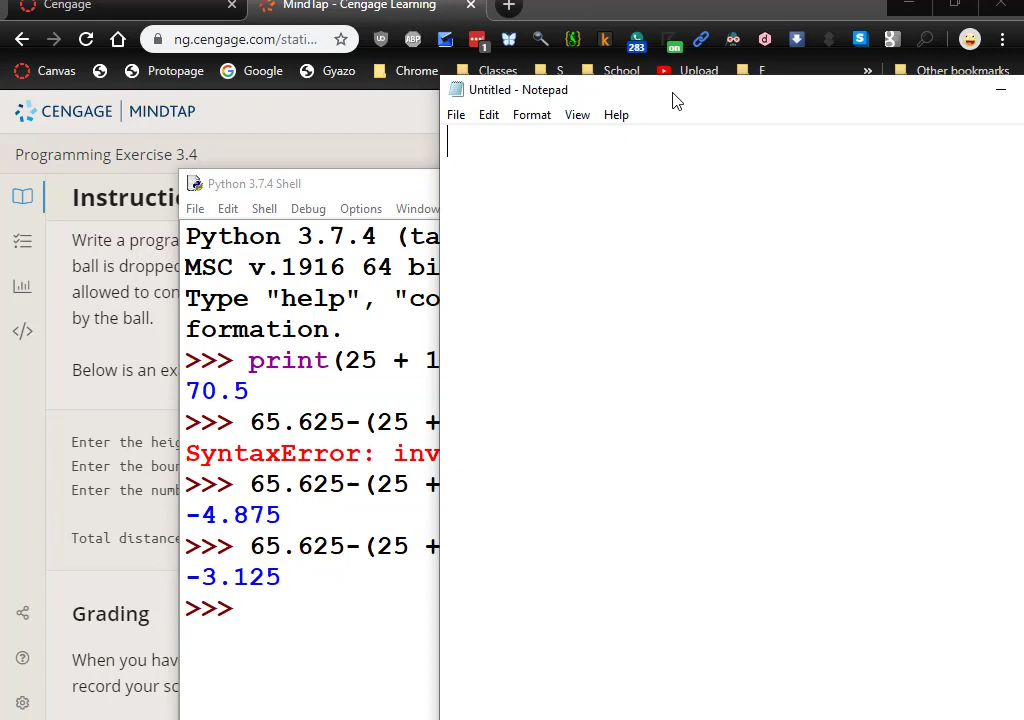 Cengage
MindTap - Cengage Learning
ng.cengage.com/stati...
1
283
on
Canvas
Protopage
Google
Gyazo
Chrome
Classes
S
School
Upload
F
»
Other bookmarks
CENGAGE MINDTAP
Programming Exercise 3.4
Untitled - Notepad
File Edit Format View Help
Instructi
Write a progra
ball is dropped
allowed to con
by the ball.
Below is an ex
Enter the heig
Enter the boun
Enter the numb
Total distance
Grading
When you hav
record your sc
Python 3.7.4 Shell
File Edit Shell Debug Options Window
Python 3.7.4 (ta
MSC v.1916 64 bi
Type "help", "co
formation.
>>> print(25 + 1
70.5
>>> 65.625-(25 +
SyntaxError: inv
>>> 65.625-(25 +
-4.875
>>> 65.625-(25 +
-3.125
>>>